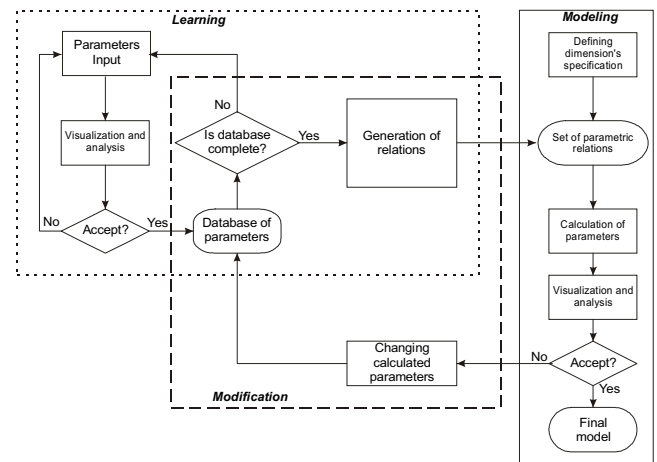 Learning
Parameters
Input
Visualization and
analysis
No
Accept?
Yes
No
Is database
complete?
Yes
Database of
parameters
Generation of
relations
Changing
calculated
parameters
Modification
Modeling
Defining
dimension's
specification
Set of parametric
relations
Calculation of
parameters
Visualization and
analysis
No
Accept?
Yes
Final
model